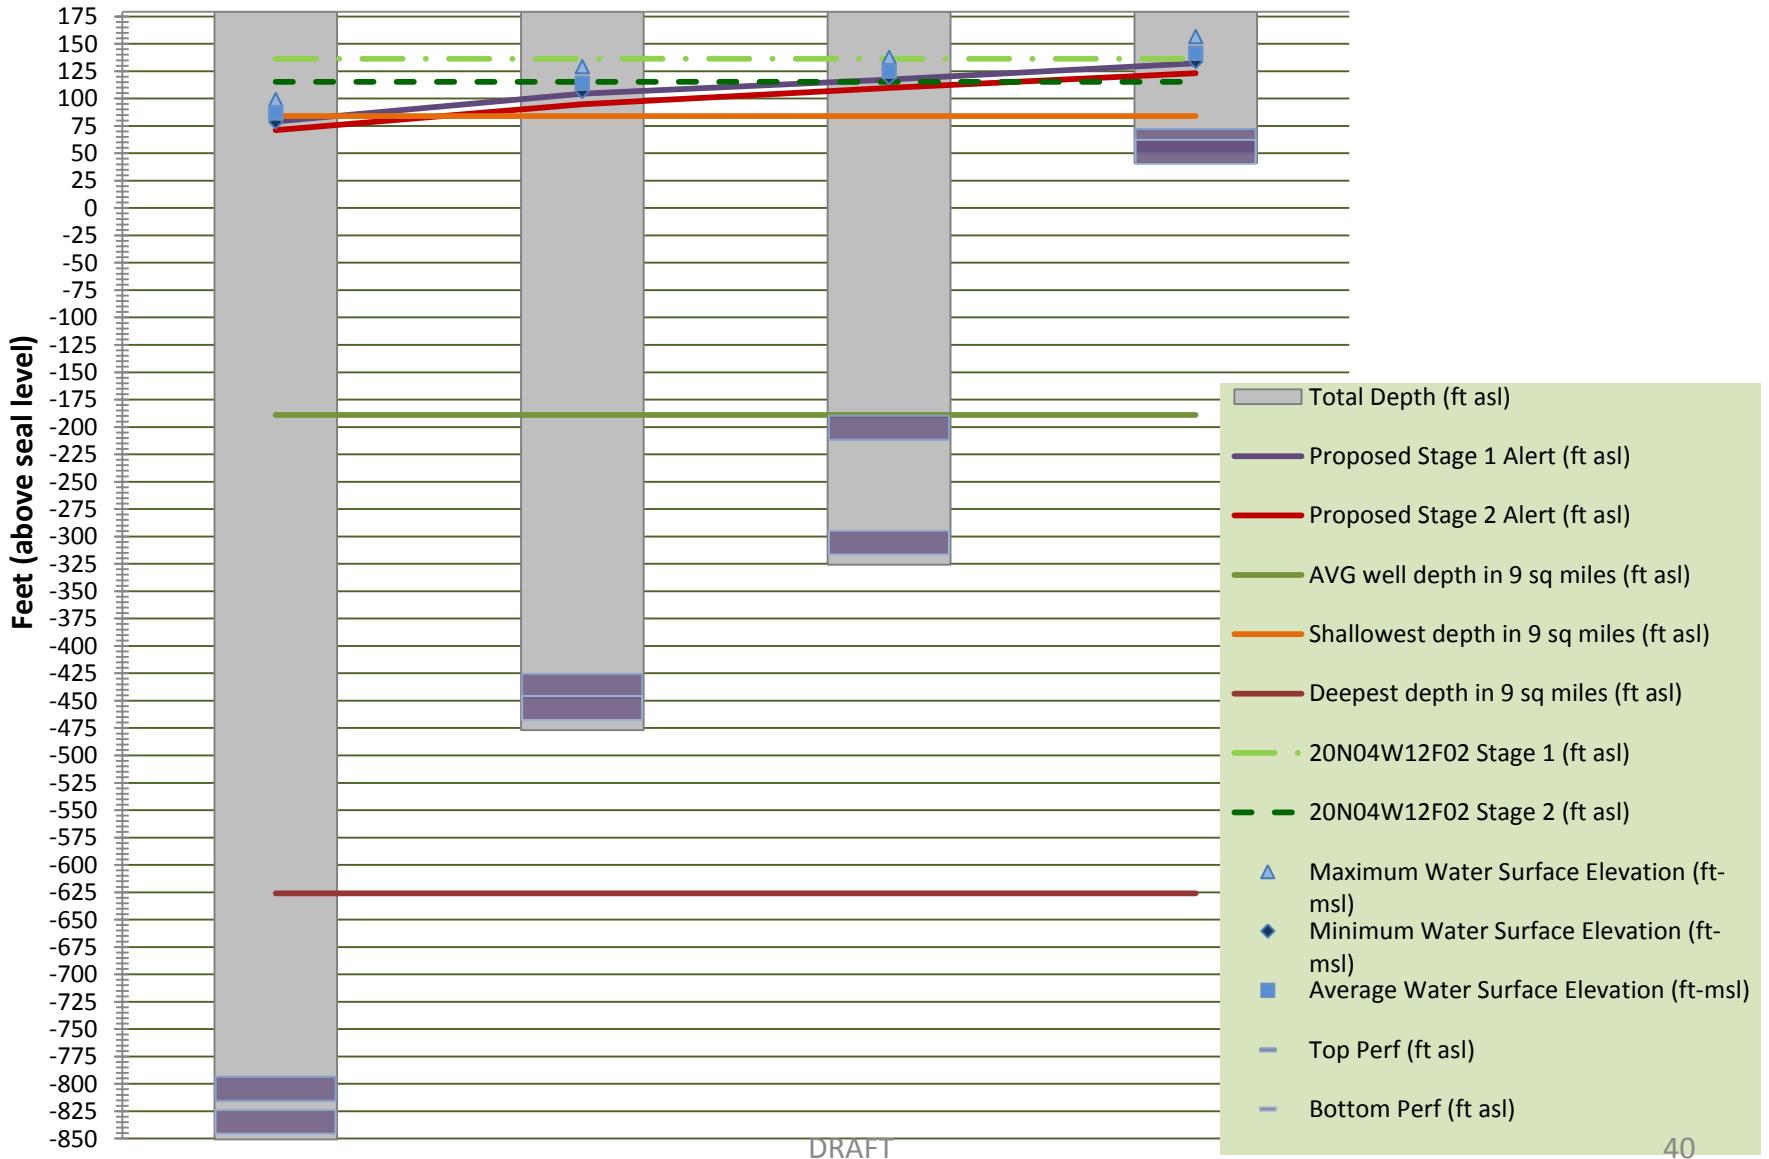 175
150
125
100
75
50
25
0
-25
-50
-75
-100
-125
-150
-175
-200
-225
-250
-275
-300
-325
-350
-375
-400
-425
-450
-475
-500
-525
-550
-575
-600
-625
-650
-675
-700
-725
-750
-775
-800
-825
-850
Feet (above seal level)
Total Depth (ft asl)
Proposed Stage 1 Alert (ft asl)
Proposed Stage 2 Alert (ft asl)
AVG well depth in 9 sq miles (ft asl)
Shallowest depth in 9 sq miles (ft asl)
Deepest depth in 9 sq miles (ft asl)
20N04W12F02 Stage 1 (ft asl)
20N04W12F02 Stage 2 (ft asl)
Maximum Water Surface Elevation (ft-
msl)
Minimum Water Surface Elevation (ft-
msl)
Average Water Surface Elevation (ft-msl)
Top Perf (ft asl)
Bottom Perf (ft asl)
DRAFT
40